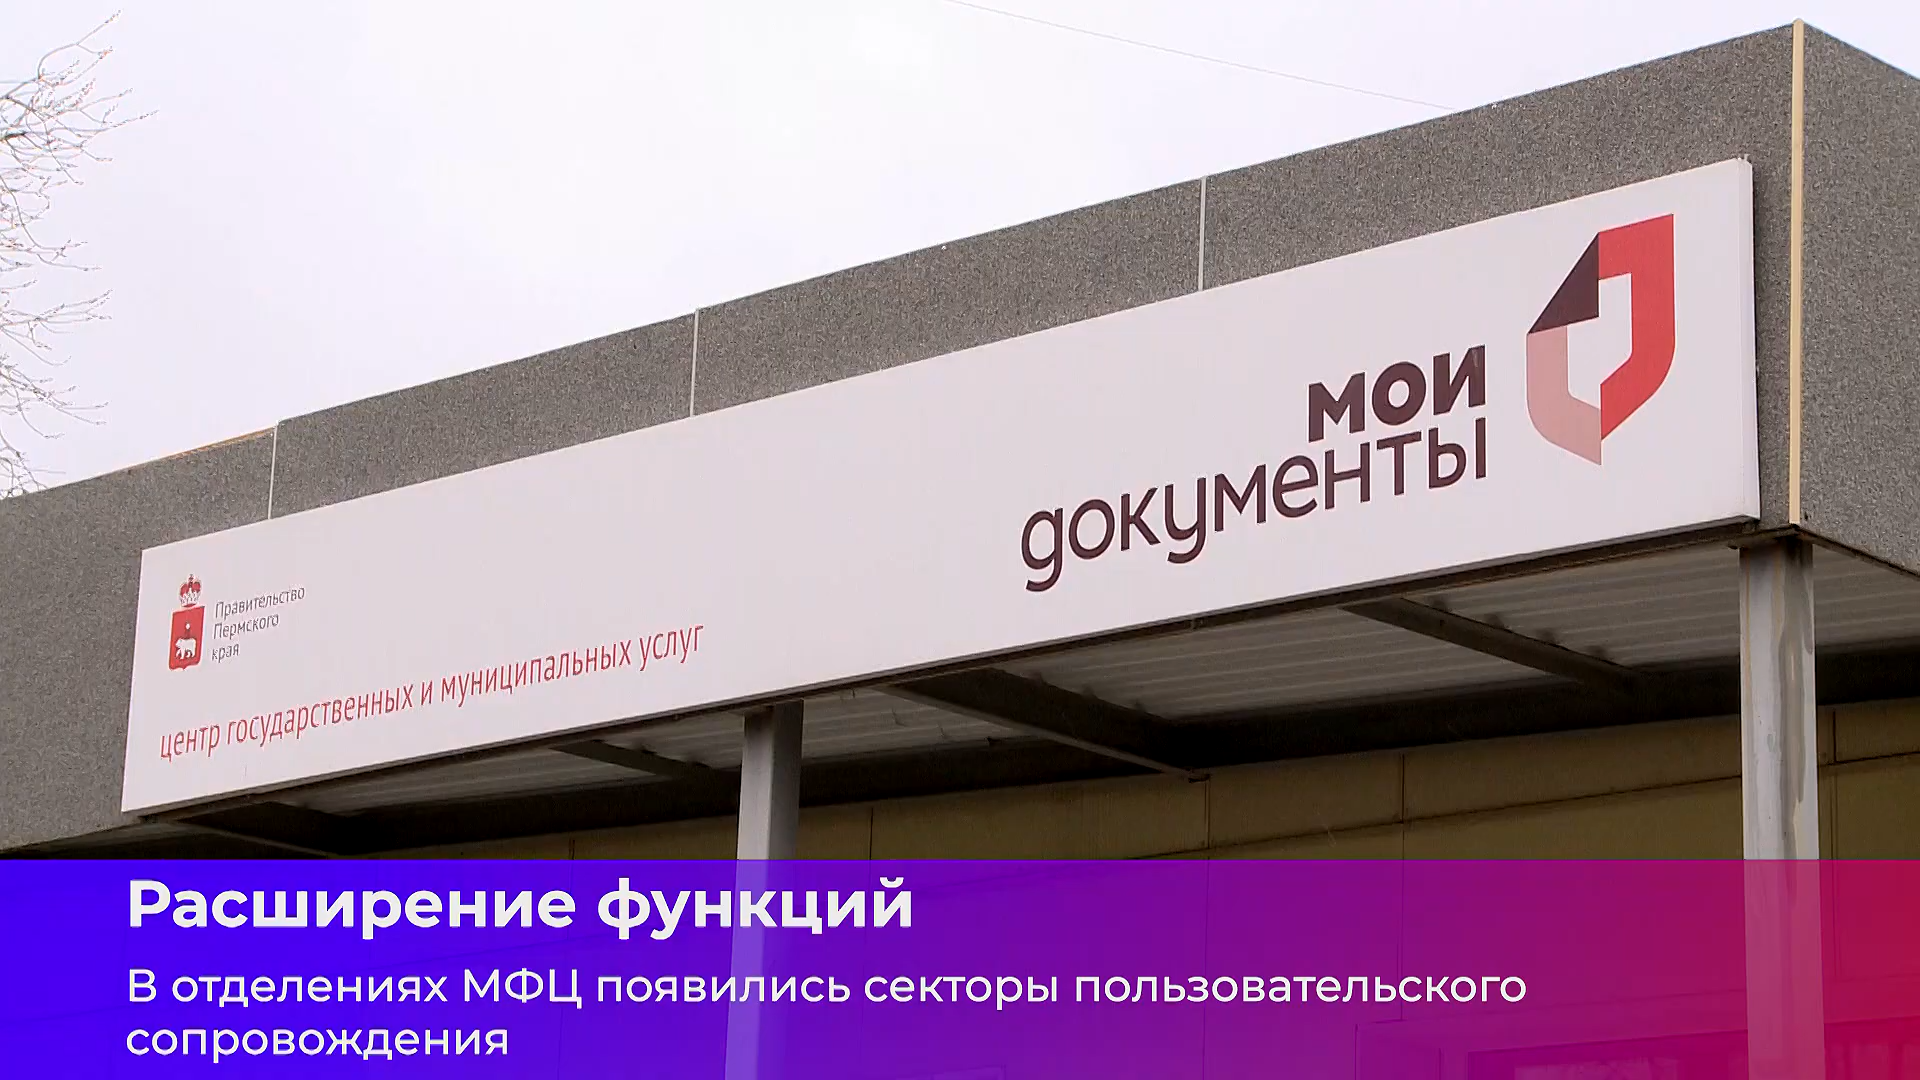 мои
документы
Правительство
Пермского
края
центр государственных и муниципальных услуг
Расширение функций
В отделениях МФЦ появились секторы пользовательского
сопровождения